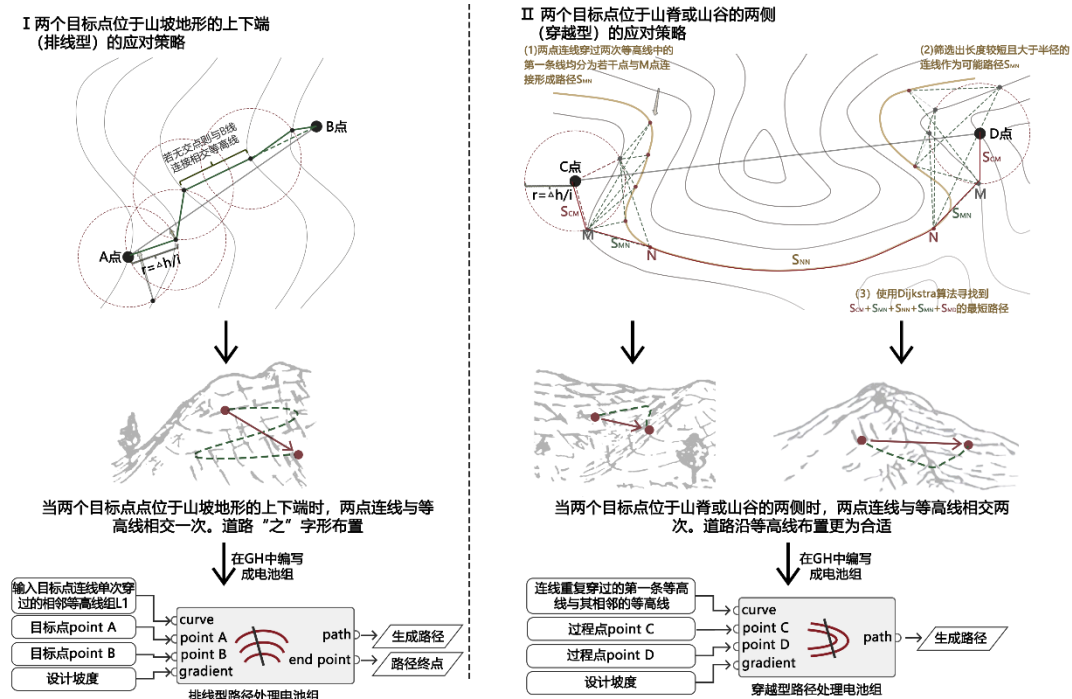 I 两个目标点位于山坡地形的上下端
（排线型）的应对策略
若无交点则与B线
连接相交等高线
B点
A点
r=△h/i
当两个目标点点位于山坡地形的上下端时，两点连线与等
高线相交一次。道路“之”字形布置
在GH中编写
成电池组
输入目标点连线单次穿
过的相邻等高线组L1
目标点point A
目标点point B
设计坡度
curve
point A
point B
gradient
path
end point
生成路径
路径终点
排线型路径处理电池组
II 两个目标点位于山脊或山谷的两侧
（穿越型）的应对策略
(1)两点连线穿过两次等高线中的
第一条线均分为若干点与M点连
接形成路径SMN
(2)筛选出长度较短且大于半径的
连线作为可能路径SMN
C点
D点
r=△h/i
SCM
SCM
M
M
SMN
SMN
N
N
SNN
（3）使用Dijkstra算法寻找到
SCM+SMN+SNN+SMN+SMD的最短路径
当两个目标点位于山脊或山谷的两侧时，两点连线与等高线相交两
次。道路沿等高线布置更为合适
在GH中编写
成电池组
连线重复穿过的第一条等高
线与其相邻的等高线
过程点point C
过程点point D
设计坡度
curve
point C
point D
gradient
path
生成路径
穿越型路径处理电池组